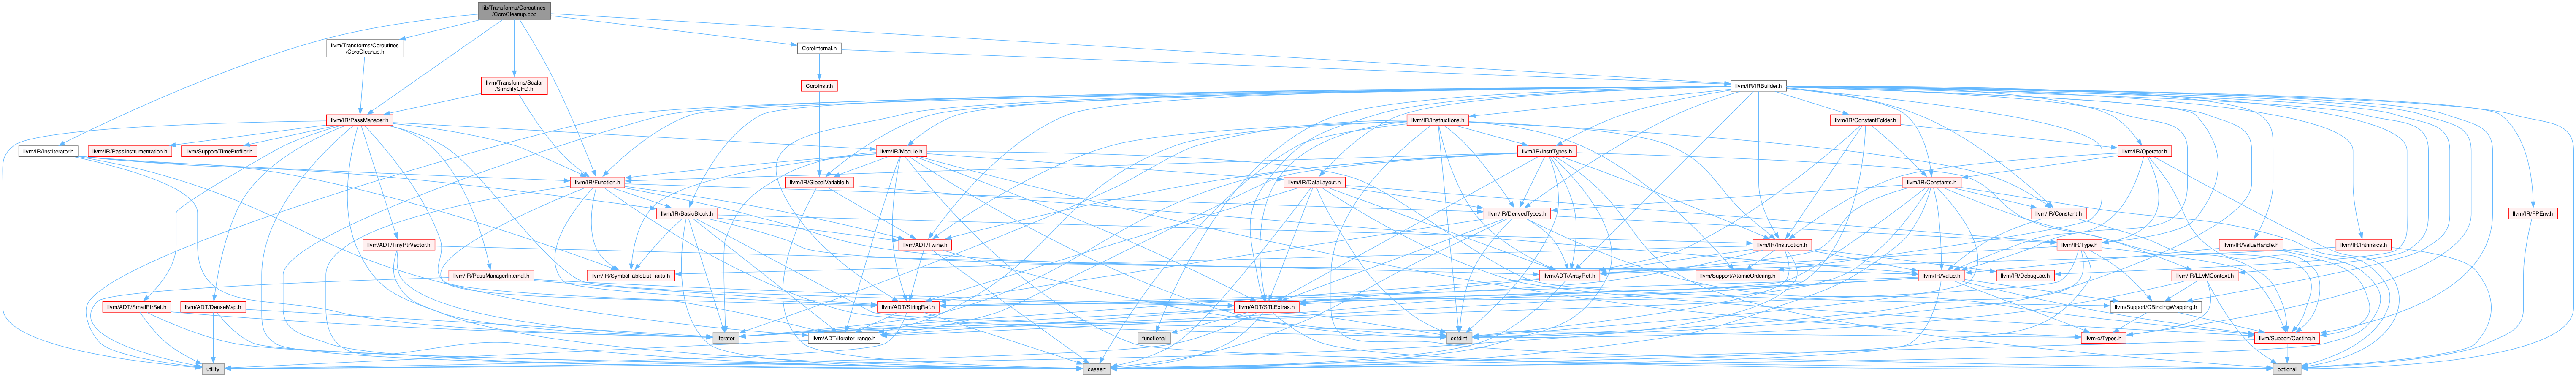 lib/Transforms/Coroutines
/CoroCleanup.cpp
llvm/Transforms/Coroutines
/CoroCleanup.h
CoroInternal.h
llvm/Transforms/Scalar
/SimplifyCFG.h
CoroInstr.h
llvm/IR/IRBuilder.h
llvm/IR/PassManager.h
llvm/IR/Instructions.h
llvm/IR/ConstantFolder.h
llvm/IR/InstIterator.h
llvm/IR/PassInstrumentation.h
llvm/Support/TimeProfiler.h
llvm/IR/Module.h
llvm/IR/InstrTypes.h
llvm/IR/Operator.h
llvm/IR/Function.h
llvm/IR/GlobalVariable.h
llvm/IR/DataLayout.h
llvm/IR/Constants.h
llvm/IR/BasicBlock.h
llvm/IR/DerivedTypes.h
llvm/IR/Constant.h
llvm/IR/FPEnv.h
llvm/ADT/TinyPtrVector.h
llvm/ADT/Twine.h
llvm/IR/Instruction.h
llvm/IR/Type.h
llvm/IR/ValueHandle.h
llvm/IR/Intrinsics.h
llvm/IR/PassManagerInternal.h
llvm/IR/SymbolTableListTraits.h
llvm/ADT/ArrayRef.h
llvm/Support/AtomicOrdering.h
llvm/IR/Value.h
llvm/IR/DebugLoc.h
llvm/IR/LLVMContext.h
llvm/ADT/SmallPtrSet.h
llvm/ADT/DenseMap.h
llvm/ADT/StringRef.h
llvm/ADT/STLExtras.h
llvm/Support/CBindingWrapping.h
iterator
llvm/ADT/iterator_range.h
functional
cstdint
llvm-c/Types.h
llvm/Support/Casting.h
utility
cassert
optional